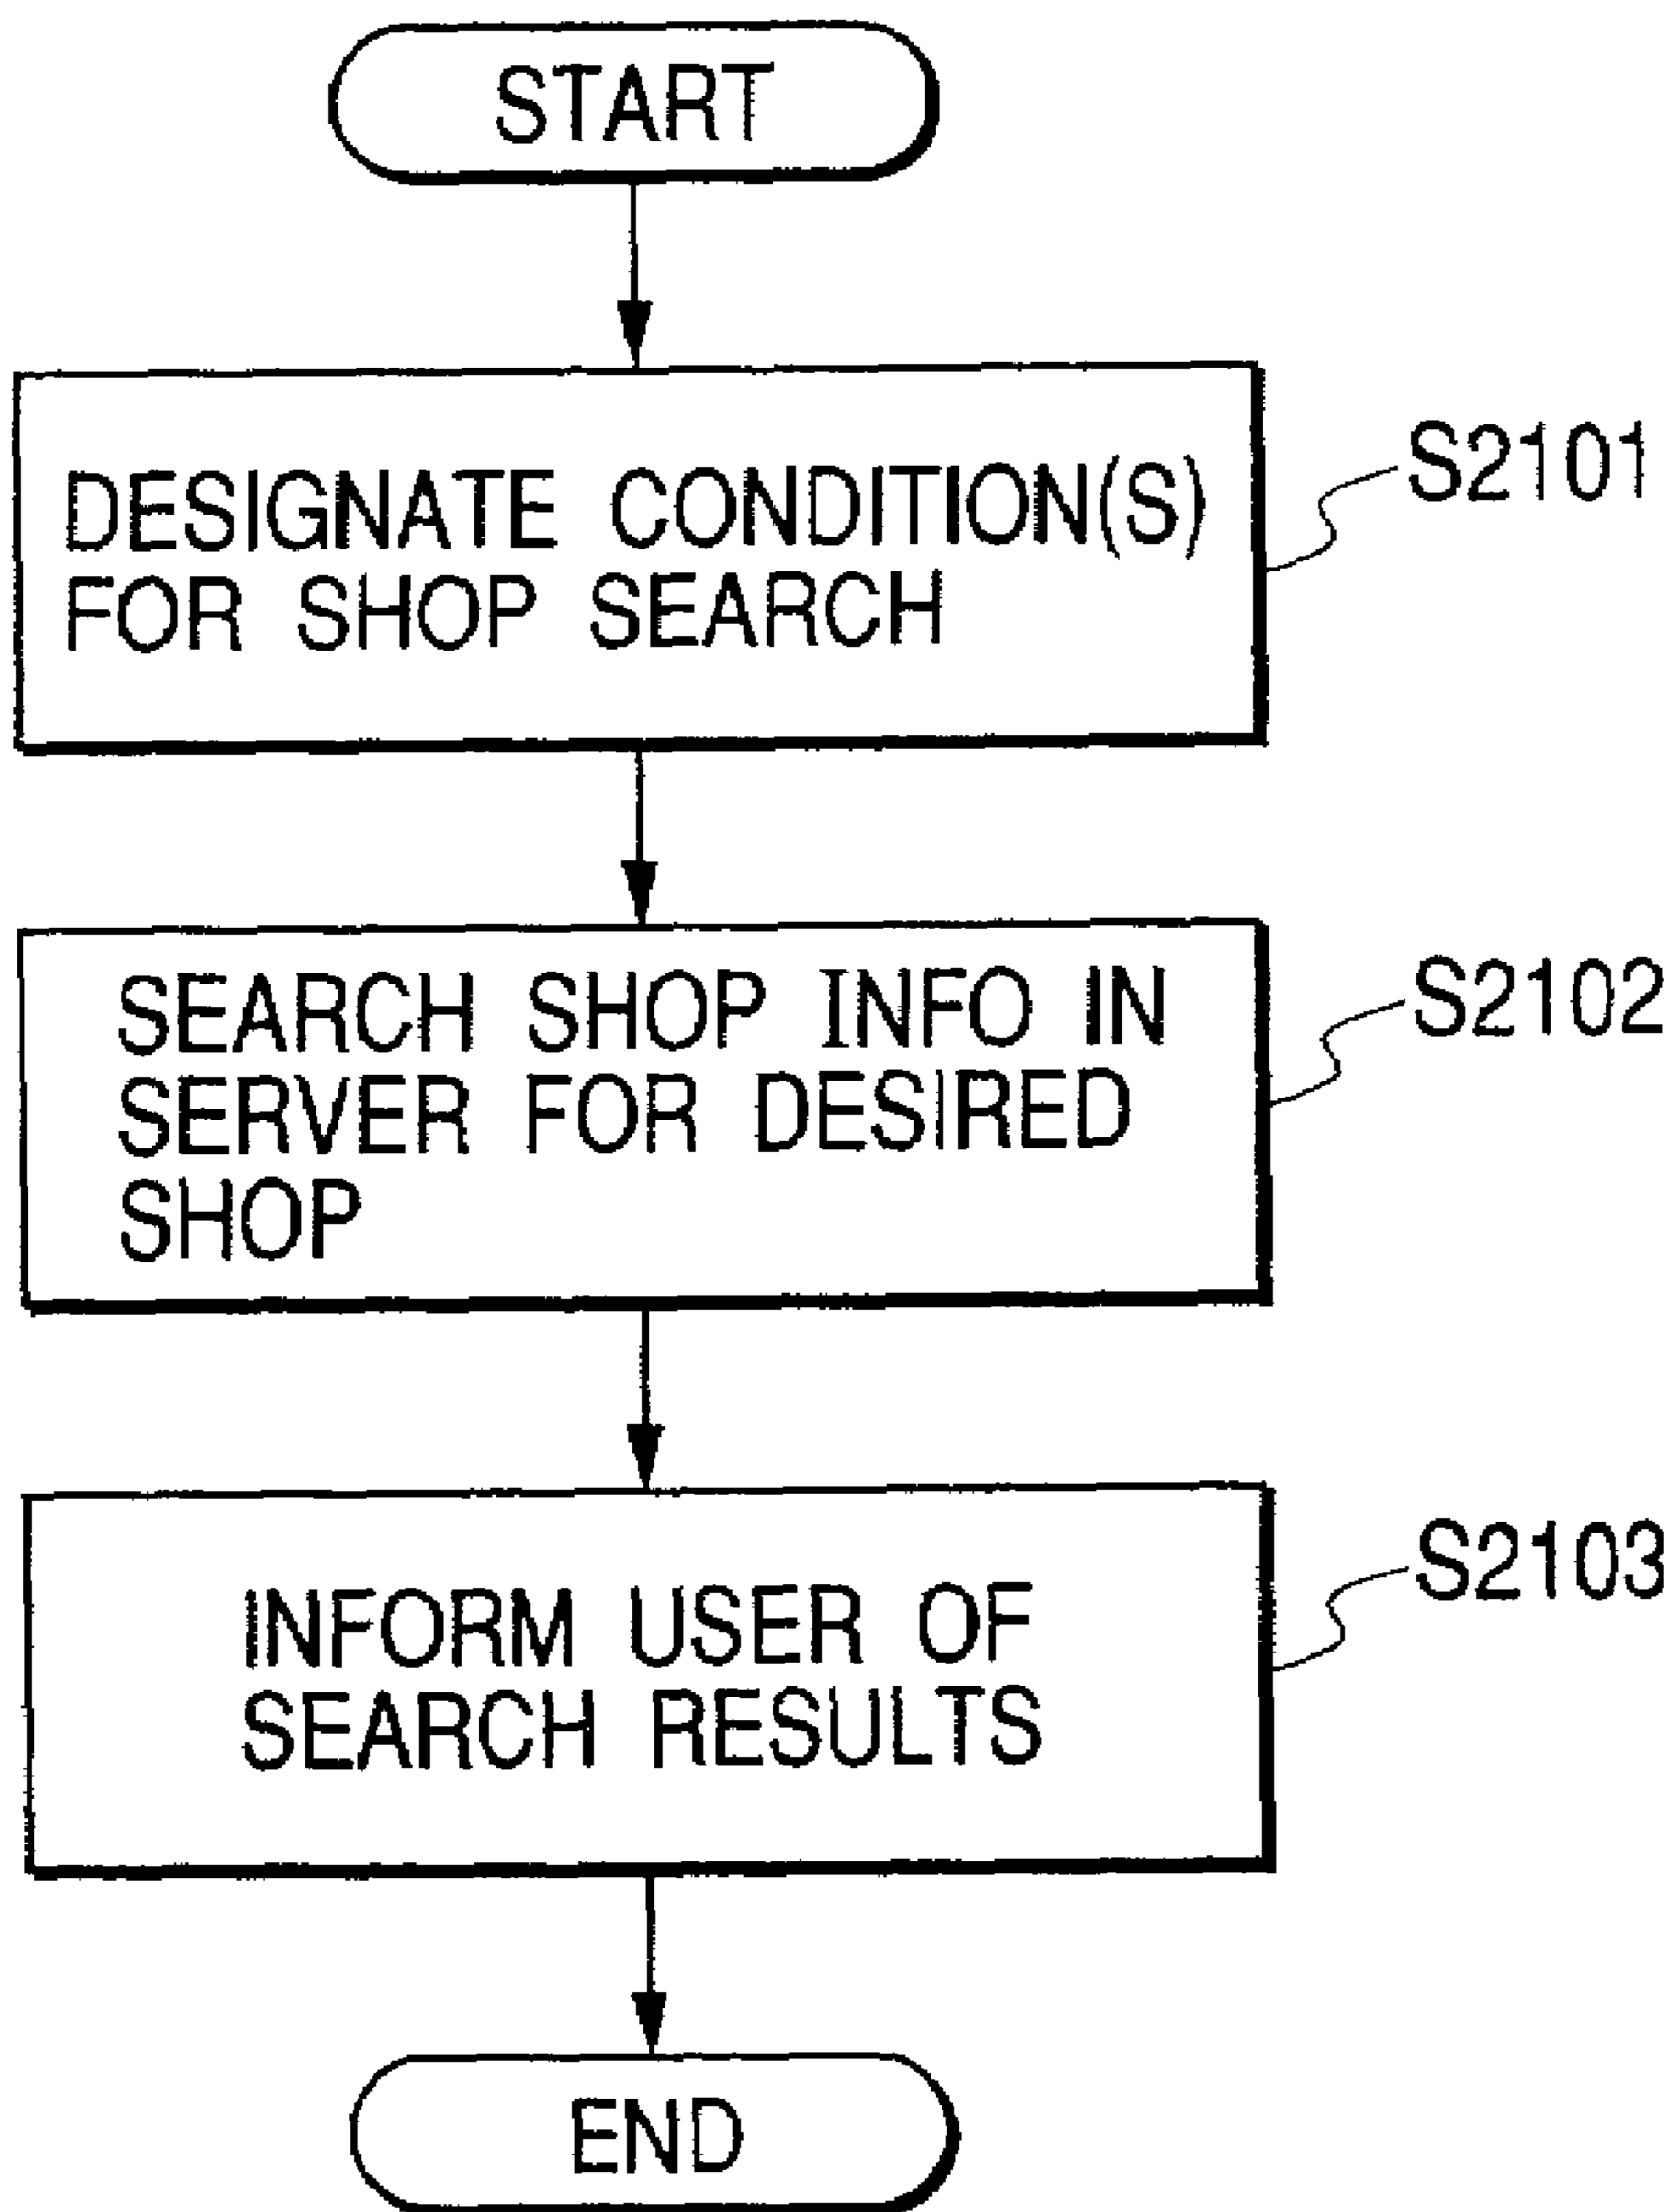 START
DESIGNATE CONDITION(S)
FOR SHOP SEARCH
S2101
SEARCH SHOP INFO IN
SERVER FOR DESIRED
SHOP
S2102
INFORM USER OF
SEARCH RESULTS
S2103
END